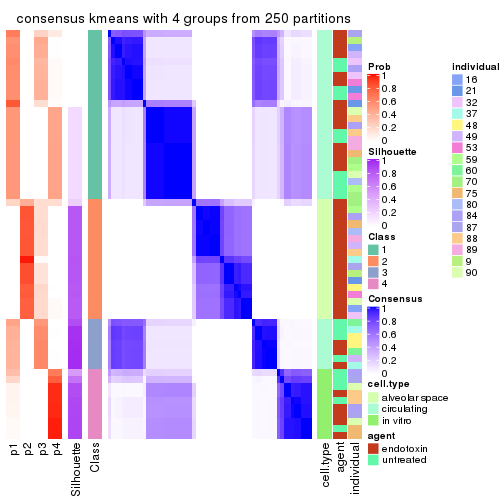 consensus kmeans with 4 groups from 250 partitions
Prob
1
0.8
0.6
0.4
0.2
0
Silhouette
1
0.8
0.6
0.4
0.2
0
Class
1
2
3
4
Consensus
1
0.8
0.6
0.4
0.2
0
cell.type
alveolar space
circulating
in vitro
agent
endotoxin
untreated
individual
16
21
32
37
48
49
53
59
60
70
75
80
84
87
88
89
9
90
p1
p2
p3
p4
Silhouette
Class
cell.type
agent
individual